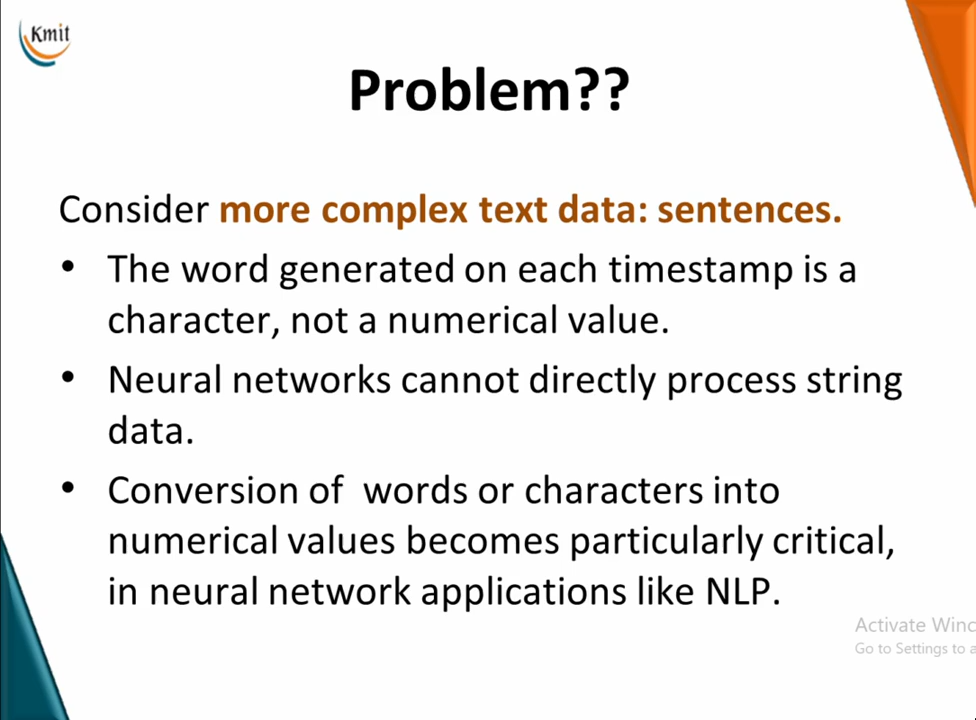 Kmit
Problem??
Consider more complex text data: sentences.
• The word generated on each timestamp is a
character, not a numerical value.
• Neural networks cannot directly process string
data.
• Conversion of words or characters into
numerical values becomes particularly critical,
in neural network applications like NLP.
Activate Winc
Go to Settings to a